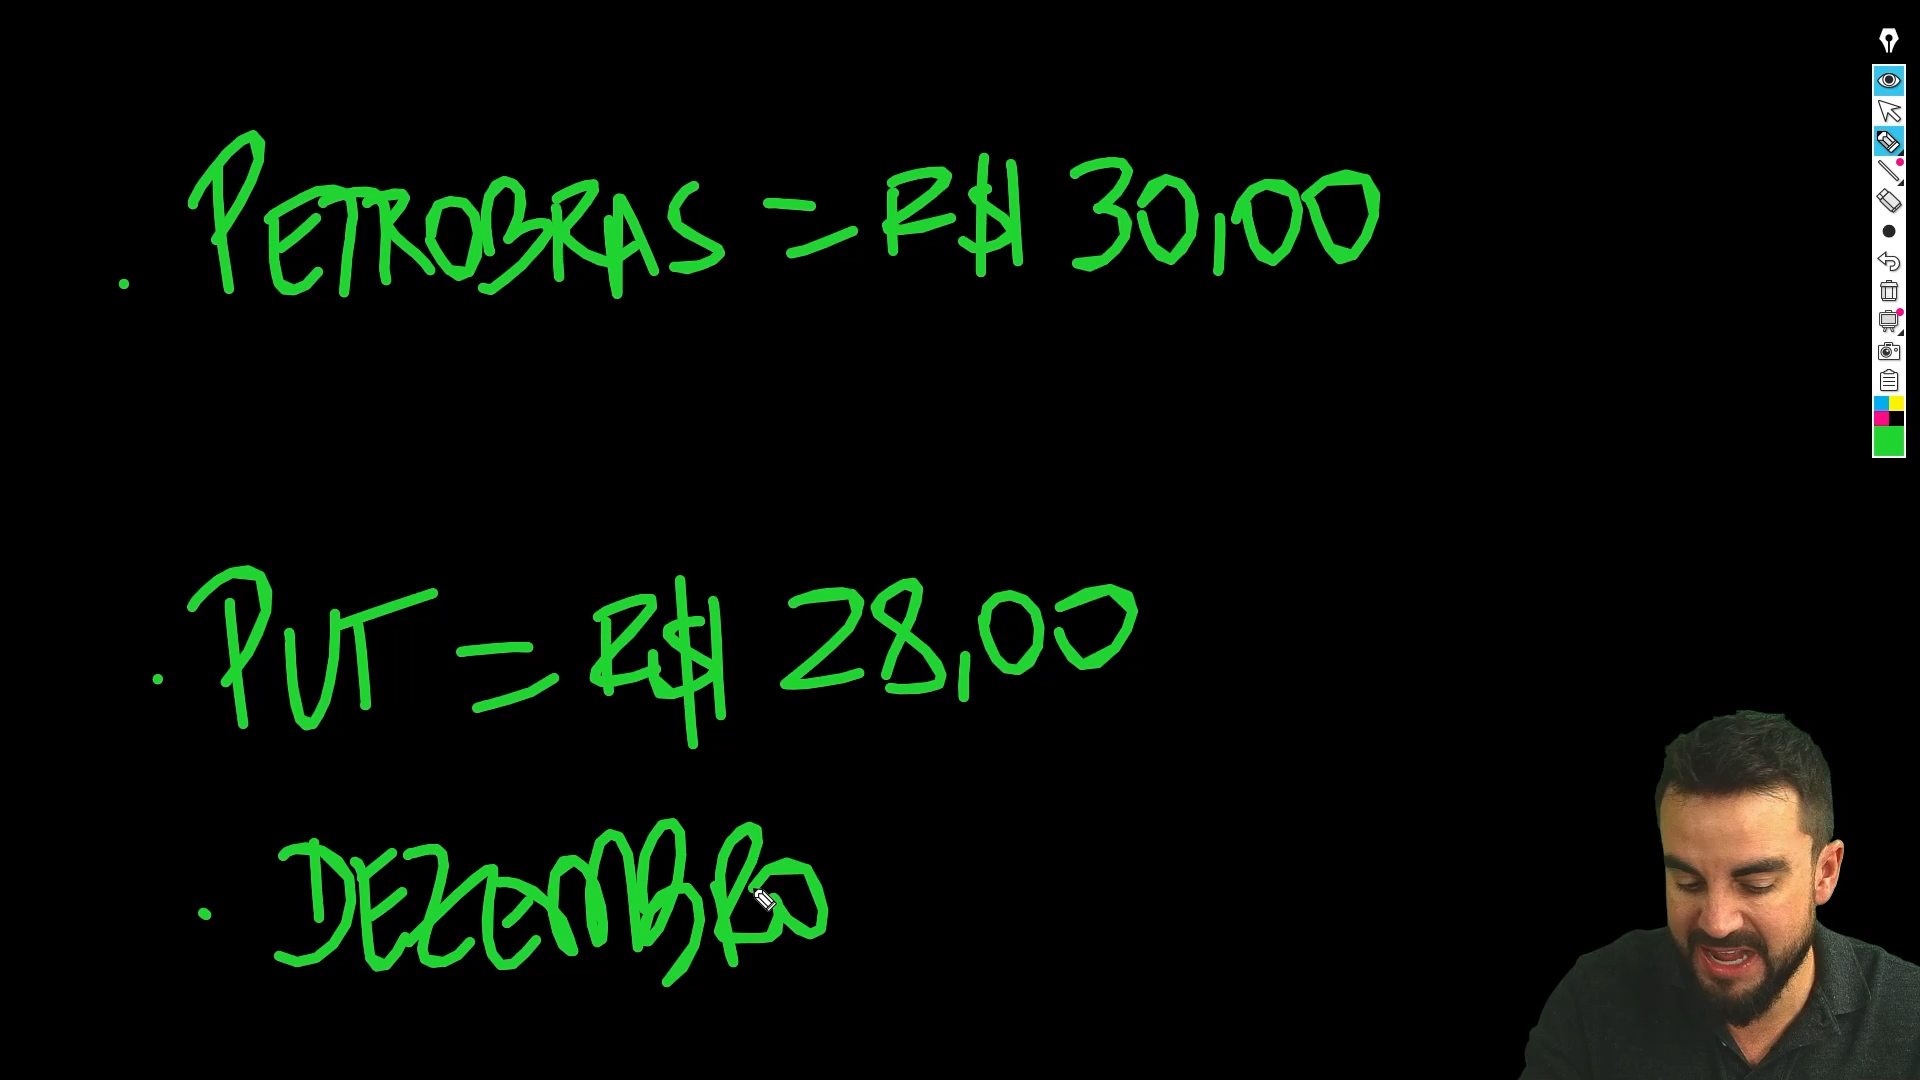 . PETROBRAS = R$ 30,00
. PUT = R$ 28,00
. DEZEMBRO